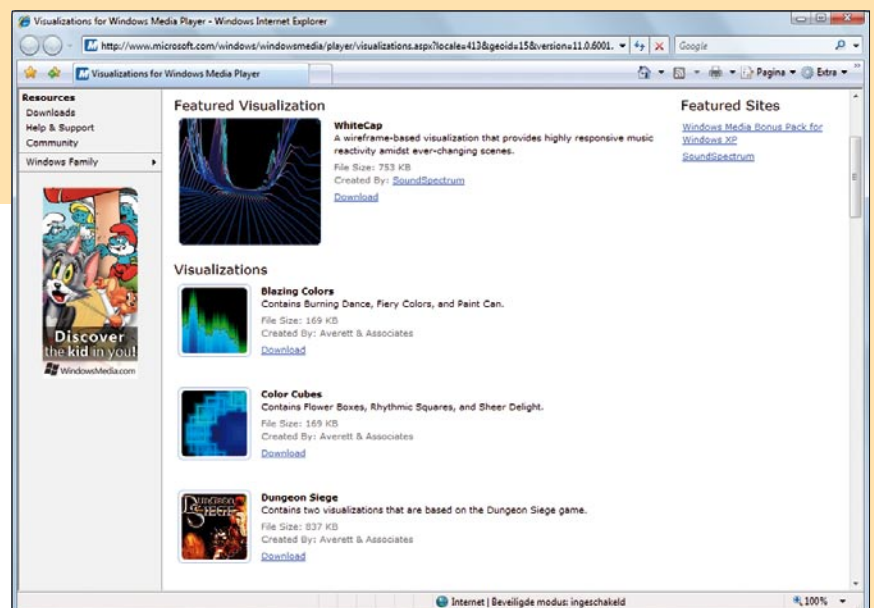 Visualizations for Windows Media Player - Windows Internet Explorer
http://www.microsoft.com/windows/windowsmedia/player/visualizations.aspx?locale=413&geoid=15&version=11.0.6001.
Google
Visualizations for Windows Media Player
Pagina
Extra
Resources
Downloads
Help & Support
Community
Windows Family
Discover
the kid in you!
WindowsMedia.com
Featured Visualization
WhiteCap
A wireframe-based visualization that provides highly responsive music
reactivity amidst ever-changing scenes.
File Size: 753 KB
Created By: SoundSpectrum
Download
Visualizations
Blazing Colors
Contains Burning Dance, Fiery Colors, and Paint Can.
File Size: 169 KB
Created By: Averett & Associates
Download
Color Cubes
Contains Flower Boxes, Rhythmic Squares, and Sheer Delight.
File Size: 169 KB
Created By: Averett & Associates
Download
DUNGEON
SIEGE
Dungeon Siege
Contains two visualizations that are based on the Dungeon Siege game.
File Size: 837 KB
Created By: Averett & Associates
Download
Featured Sites
Windows Media Bonus Pack for
Windows XP
SoundSpectrum
Internet | Beveiligde modus: ingeschakeld
100%